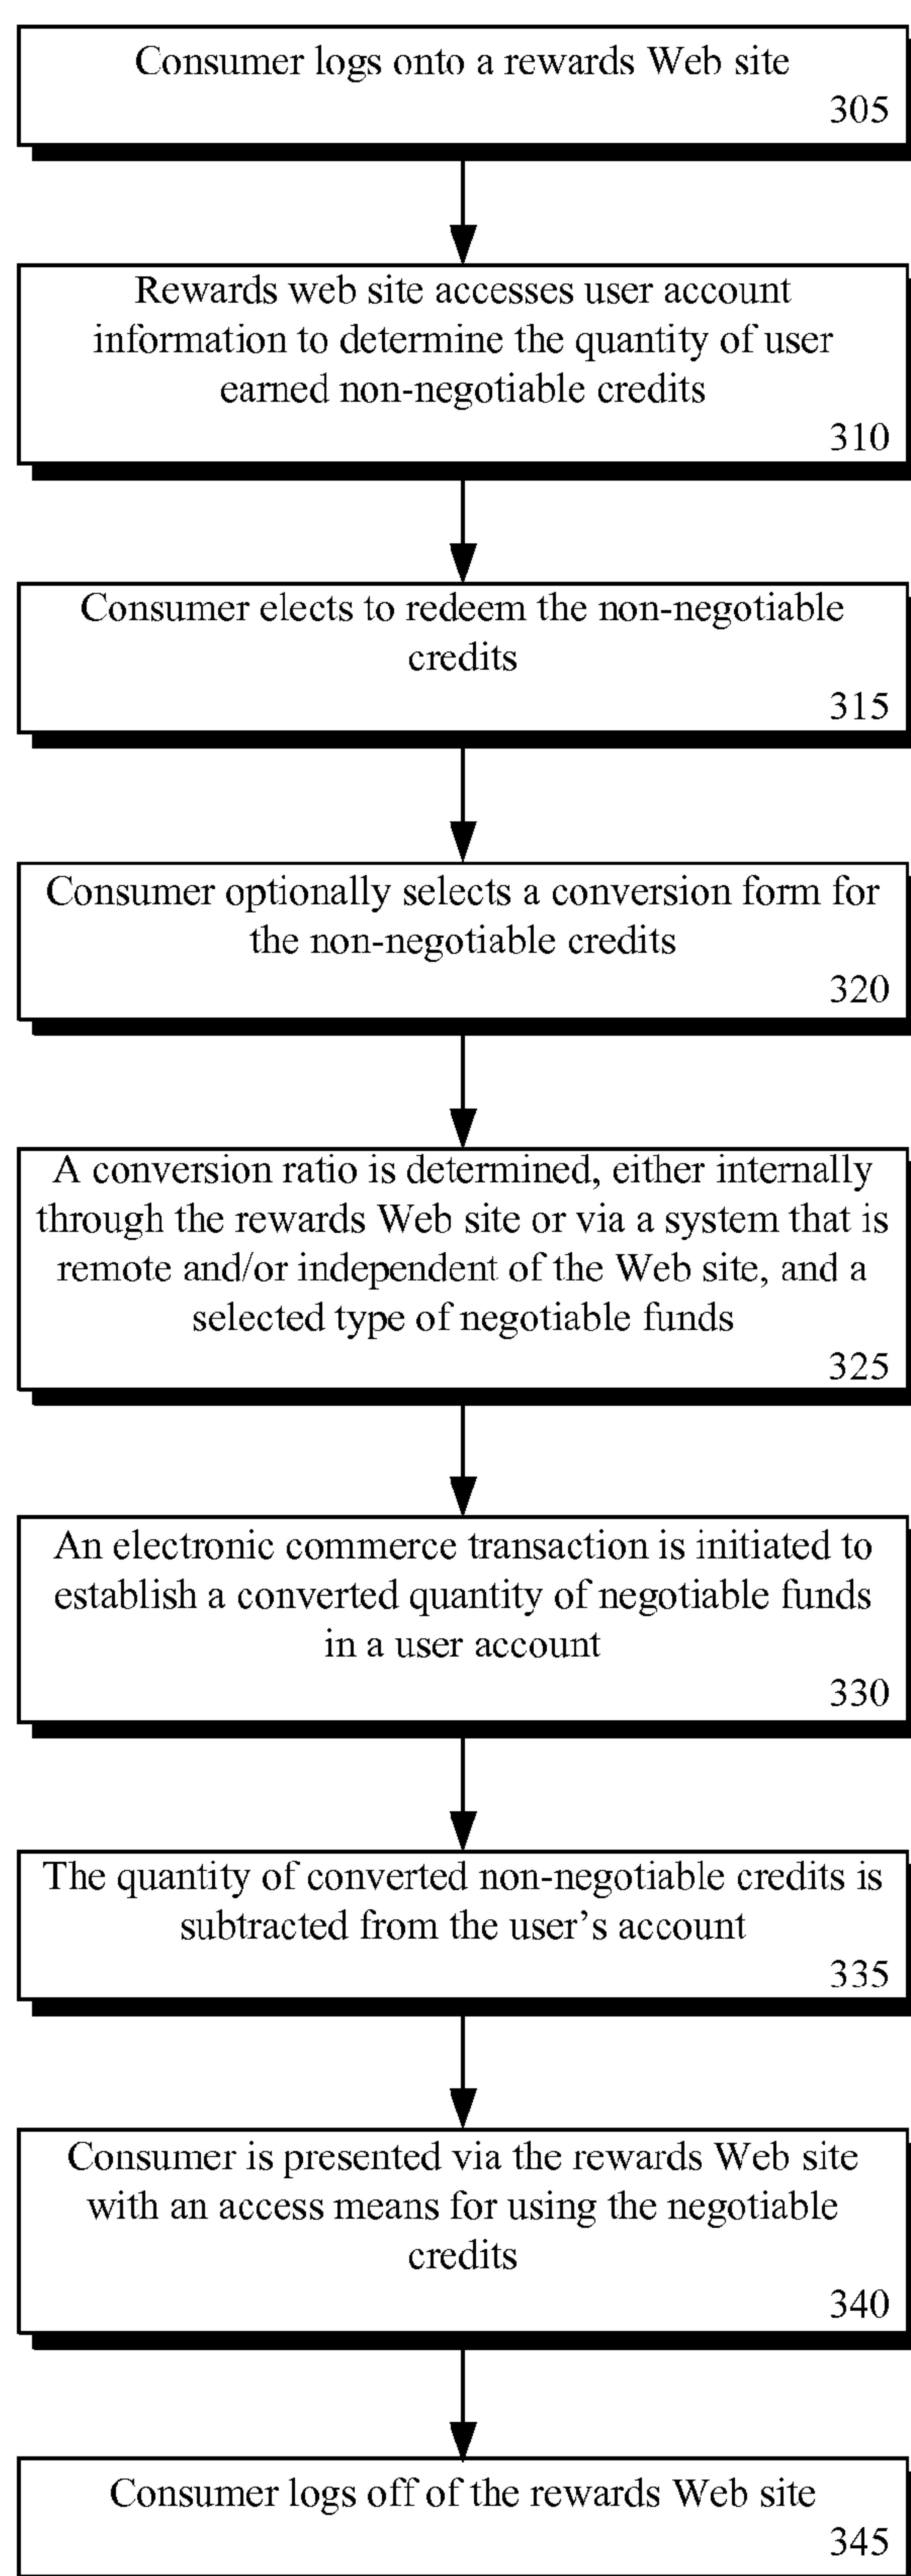 Consumer logs onto a rewards Web site
305
Rewards web site accesses user account
information to determine the quantity of user
earned non-negotiable credits
310
Consumer elects to redeem the non-negotiable
credits
315
Consumer optionally selects a conversion form for
the non-negotiable credits
320
A conversion ratio is determined, either internally
through the rewards Web site or via a system that is
remote and/or independent of the Web site, and a
selected type of negotiable funds
325
An electronic commerce transaction is initiated to
establish a converted quantity of negotiable funds
in a user account
330
The quantity of converted non-negotiable credits is
subtracted from the user’s account
335
Consumer is presented via the rewards Web site
with an access means for using the negotiable
credits
340
Consumer logs off of the rewards Web site
345